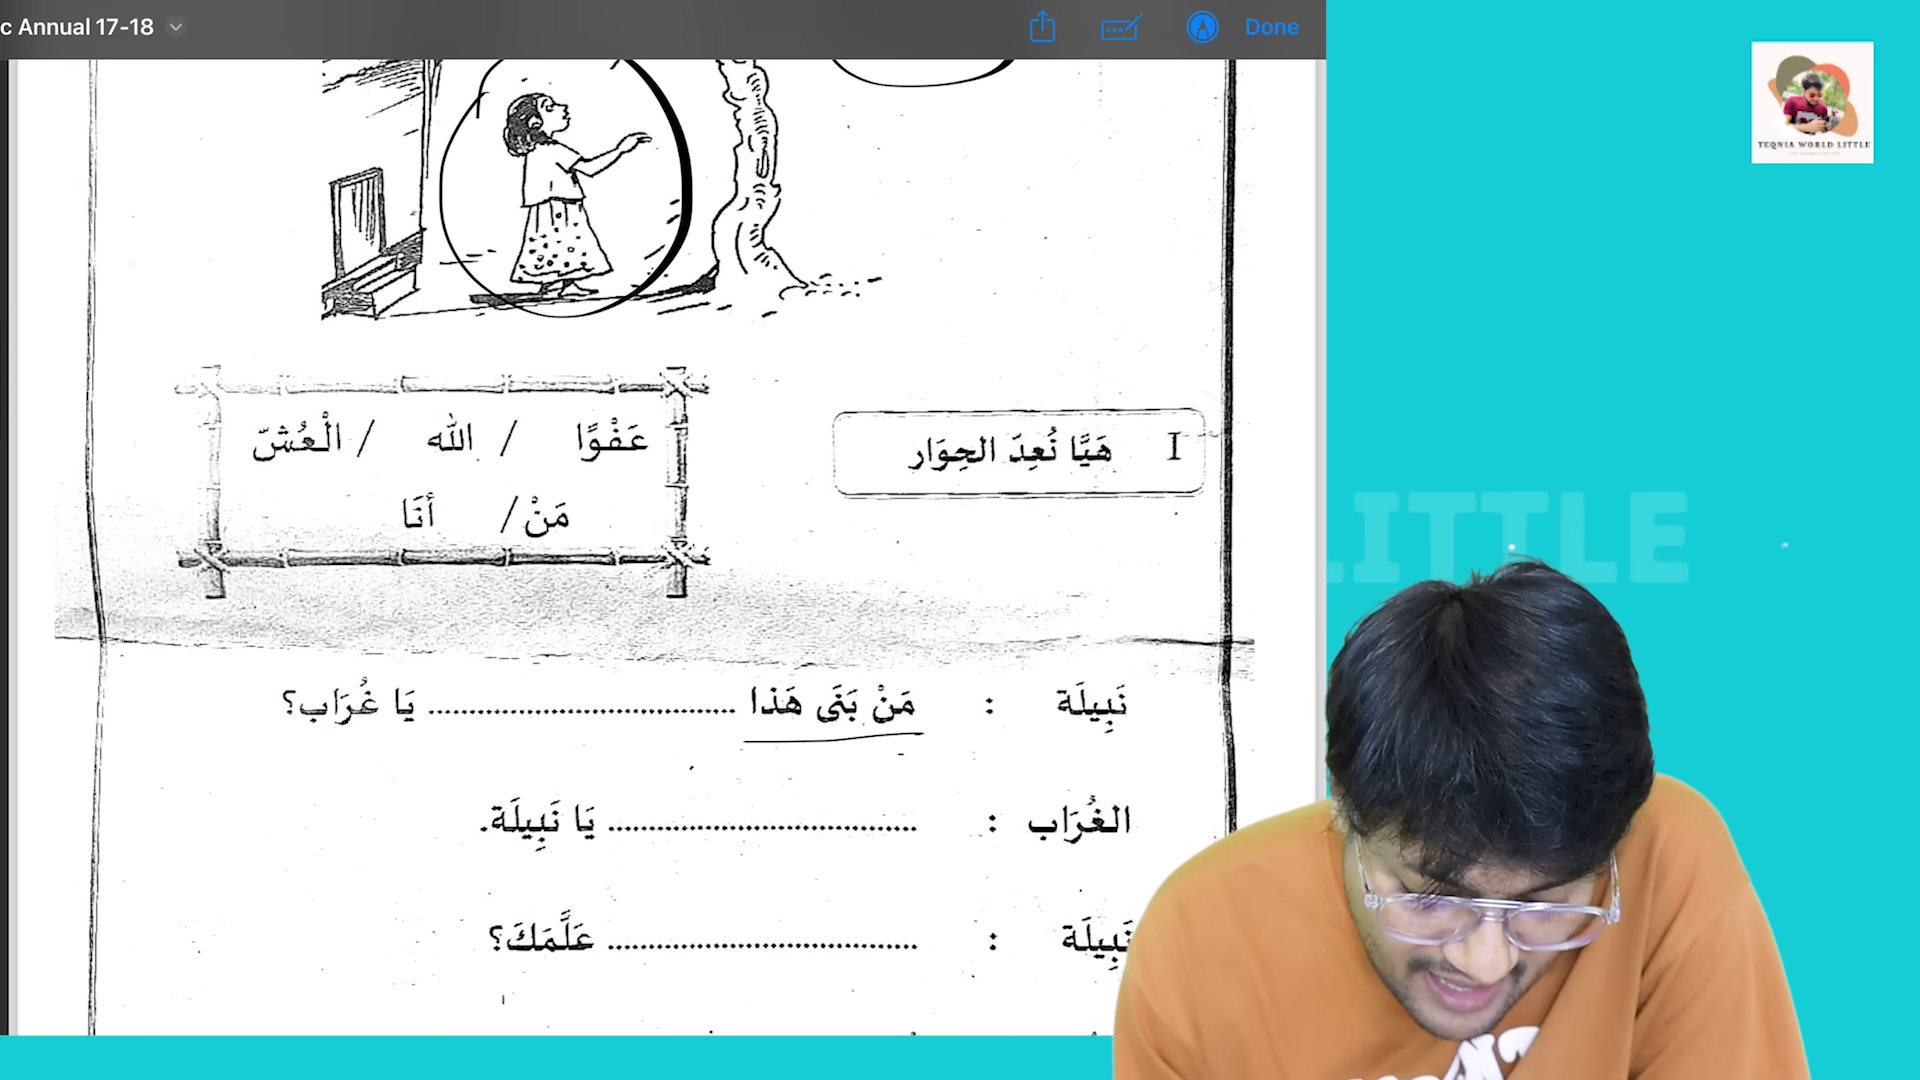 c Annual 17-18
Done
TEQNIA WORLD LITTLE
LITTLE
عَفْوًا / الله / الْعُشّ
مَنْ / أنَا
I هَيَّا نُعِدّ الحِوَار
نَبِيلَة : مَنْ بَنَى هَذا .................................... يَا غُرَاب؟
الغُرَاب : .................................... يَا نَبِيلَة.
نَبِيلَة : .................................... عَلَّمَكَ؟